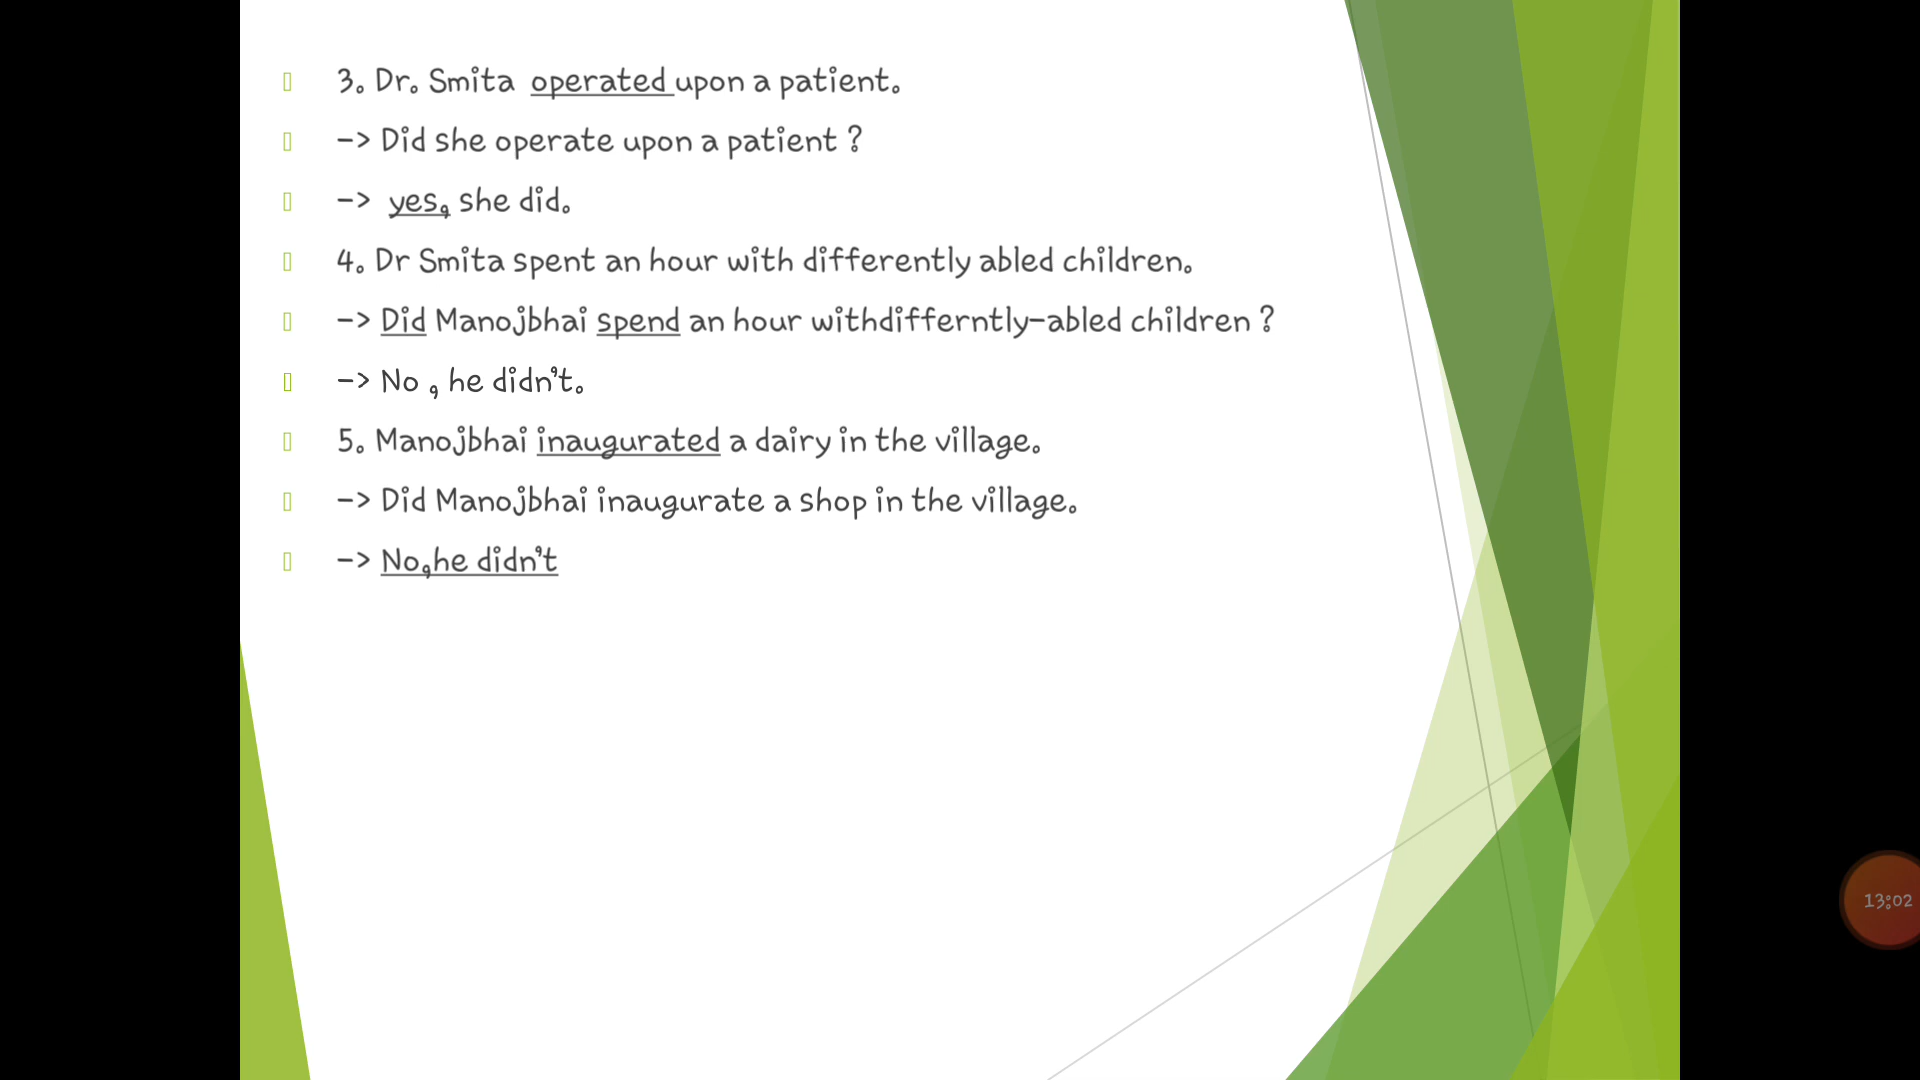 3. Dr. Smita operated upon a patient.
-> Did she operate upon a patient ?
-> yes, she did.
4. Dr Smita spent an hour with differently abled children.
-> Did Manojbhai spend an hour withdifferntly-abled children ?
-> No , he didn't.
5. Manojbhai inaugurated a dairy in the village.
-> Did Manojbhai inaugurate a shop in the village.
-> No,he didn't
13:02